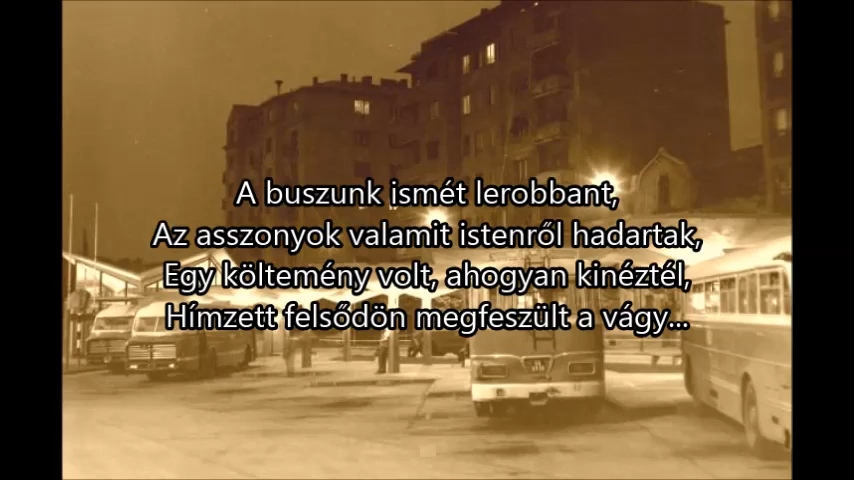 A buszunk ismét lerobbant,
Az asszonyok valamit istenről hadartak,
Egy költemény volt, ahogyan kinéztél,
Hímzett felsődön megfeszült a vágy...